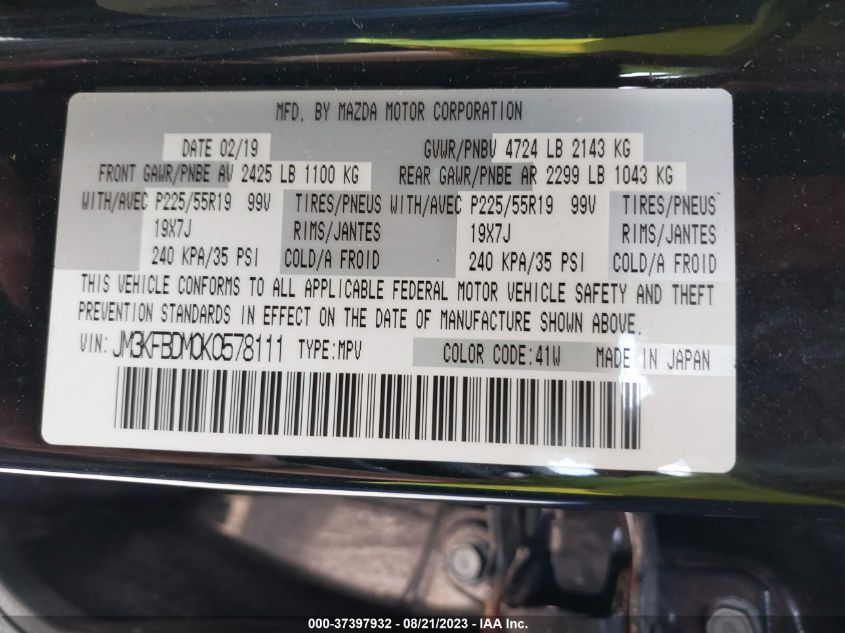 MFD. BY MAZDA MOTOR CORPORATION
DATE 02/19 GVWR/PNBV 4724 LB 2143 KG
FRONT GAWR/PNBE AV 2425 LB 1100 KG REAR GAWR/PNBE AR 2299 LB 1043 KG
WITH/AVEC P225/55R19 99V TIRES/PNEUS WITH/AVEC P225/55R19 99V TIRES/PNEUS
19X7J RIMS/JANTES 19X7J RIMS/JANTES
240 KPA/35 PSI COLD/A FROID 240 KPA/35 PSI COLD/A FROID
THIS VEHICLE CONFORMS TO ALL APPLICABLE FEDERAL MOTOR VEHICLE SAFETY AND THEFT
PREVENTION STANDARDS IN EFFECT ON THE DATE OF MANUFACTURE SHOWN ABOVE.
VIN: JM3KFBDM0K0578111 TYPE:MPV COLOR CODE:41W MADE IN JAPAN
000-37397932 - 08/21/2023 - IAA Inc.